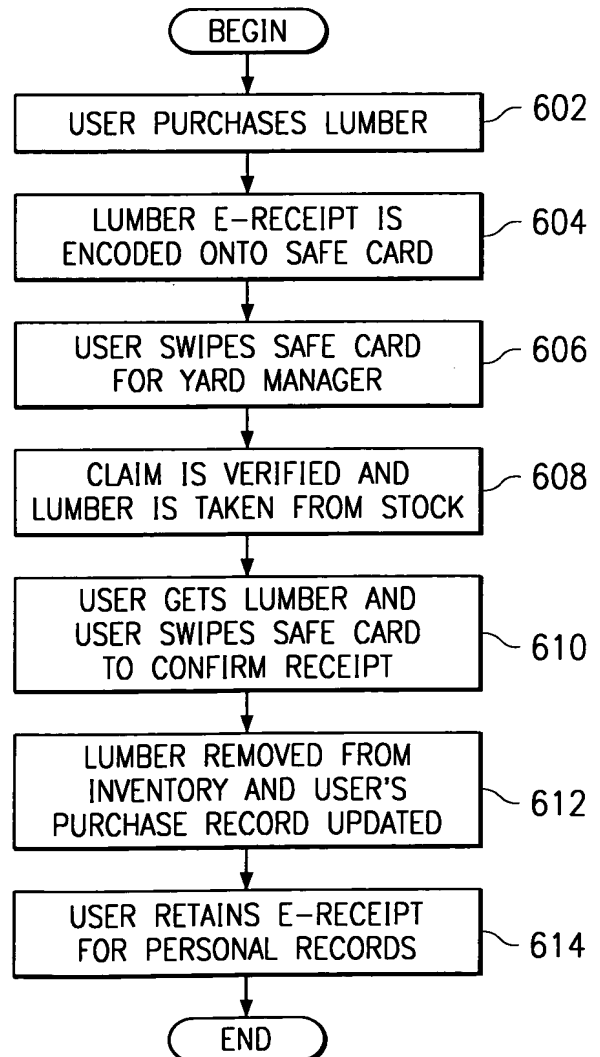 BEGIN
USER PURCHASES LUMBER
602
LUMBER E-RECEIPT IS
ENCODED ONTO SAFE CARD
604
USER SWIPES SAFE CARD
FOR YARD MANAGER
606
CLAIM IS VERIFIED AND
LUMBER IS TAKEN FROM STOCK
608
USER GETS LUMBER AND
USER SWIPES SAFE CARD
TO CONFIRM RECEIPT
610
LUMBER REMOVED FROM
INVENTORY AND USER'S
PURCHASE RECORD UPDATED
612
USER RETAINS E-RECEIPT
FOR PERSONAL RECORDS
614
END